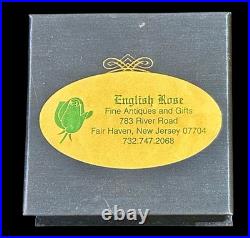 English Rose
Fine Antiques and Gifts
783 River Road
Fair Haven, New Jersey 07704
732.747.2068